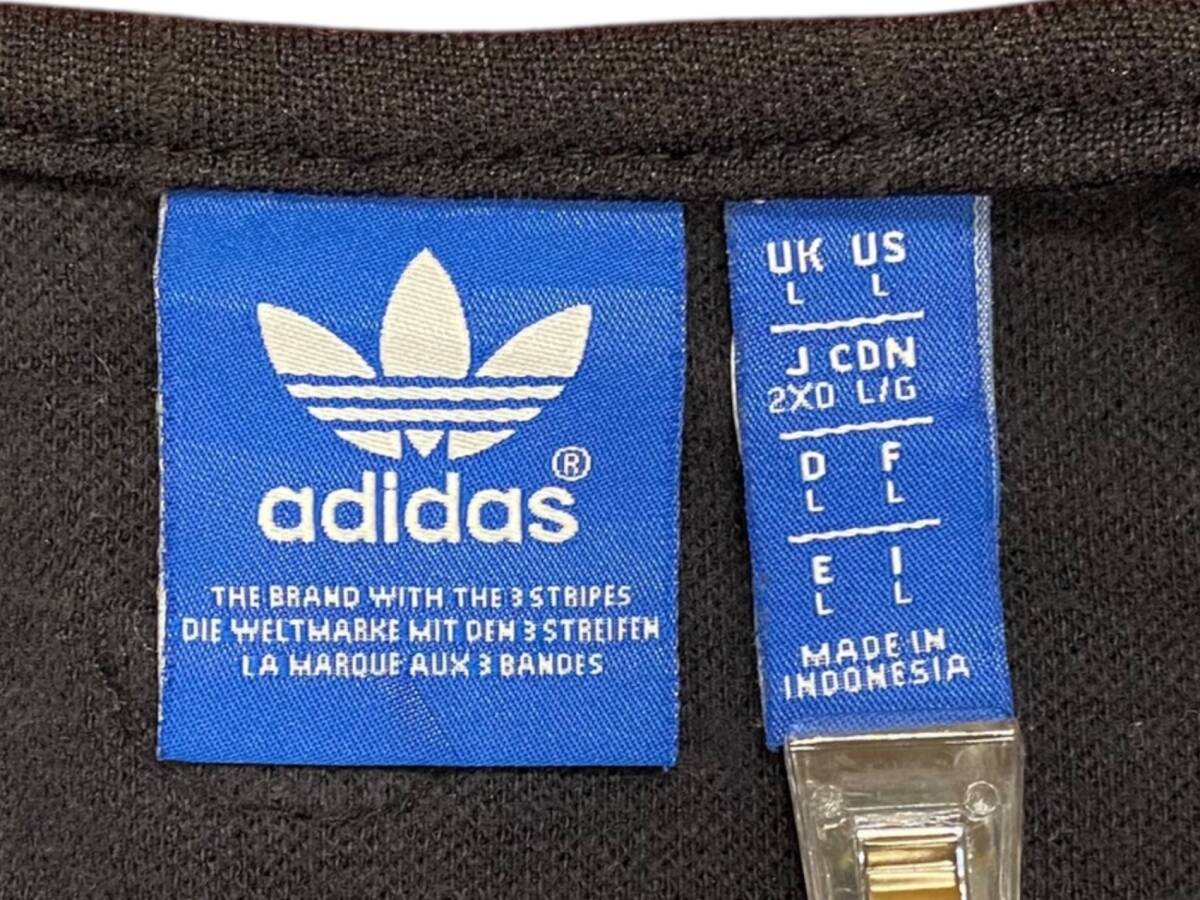 adidas®
THE BRAND WITH THE 3 STRIPES
DIE WELTMARKE MIT DEN 3 STREIFEN
LA MARQUE AUX 3 BANDES
UK US
L L
J CDN
2XO L/G
D F
L L
E I
L L
MADE IN
INDONESIA